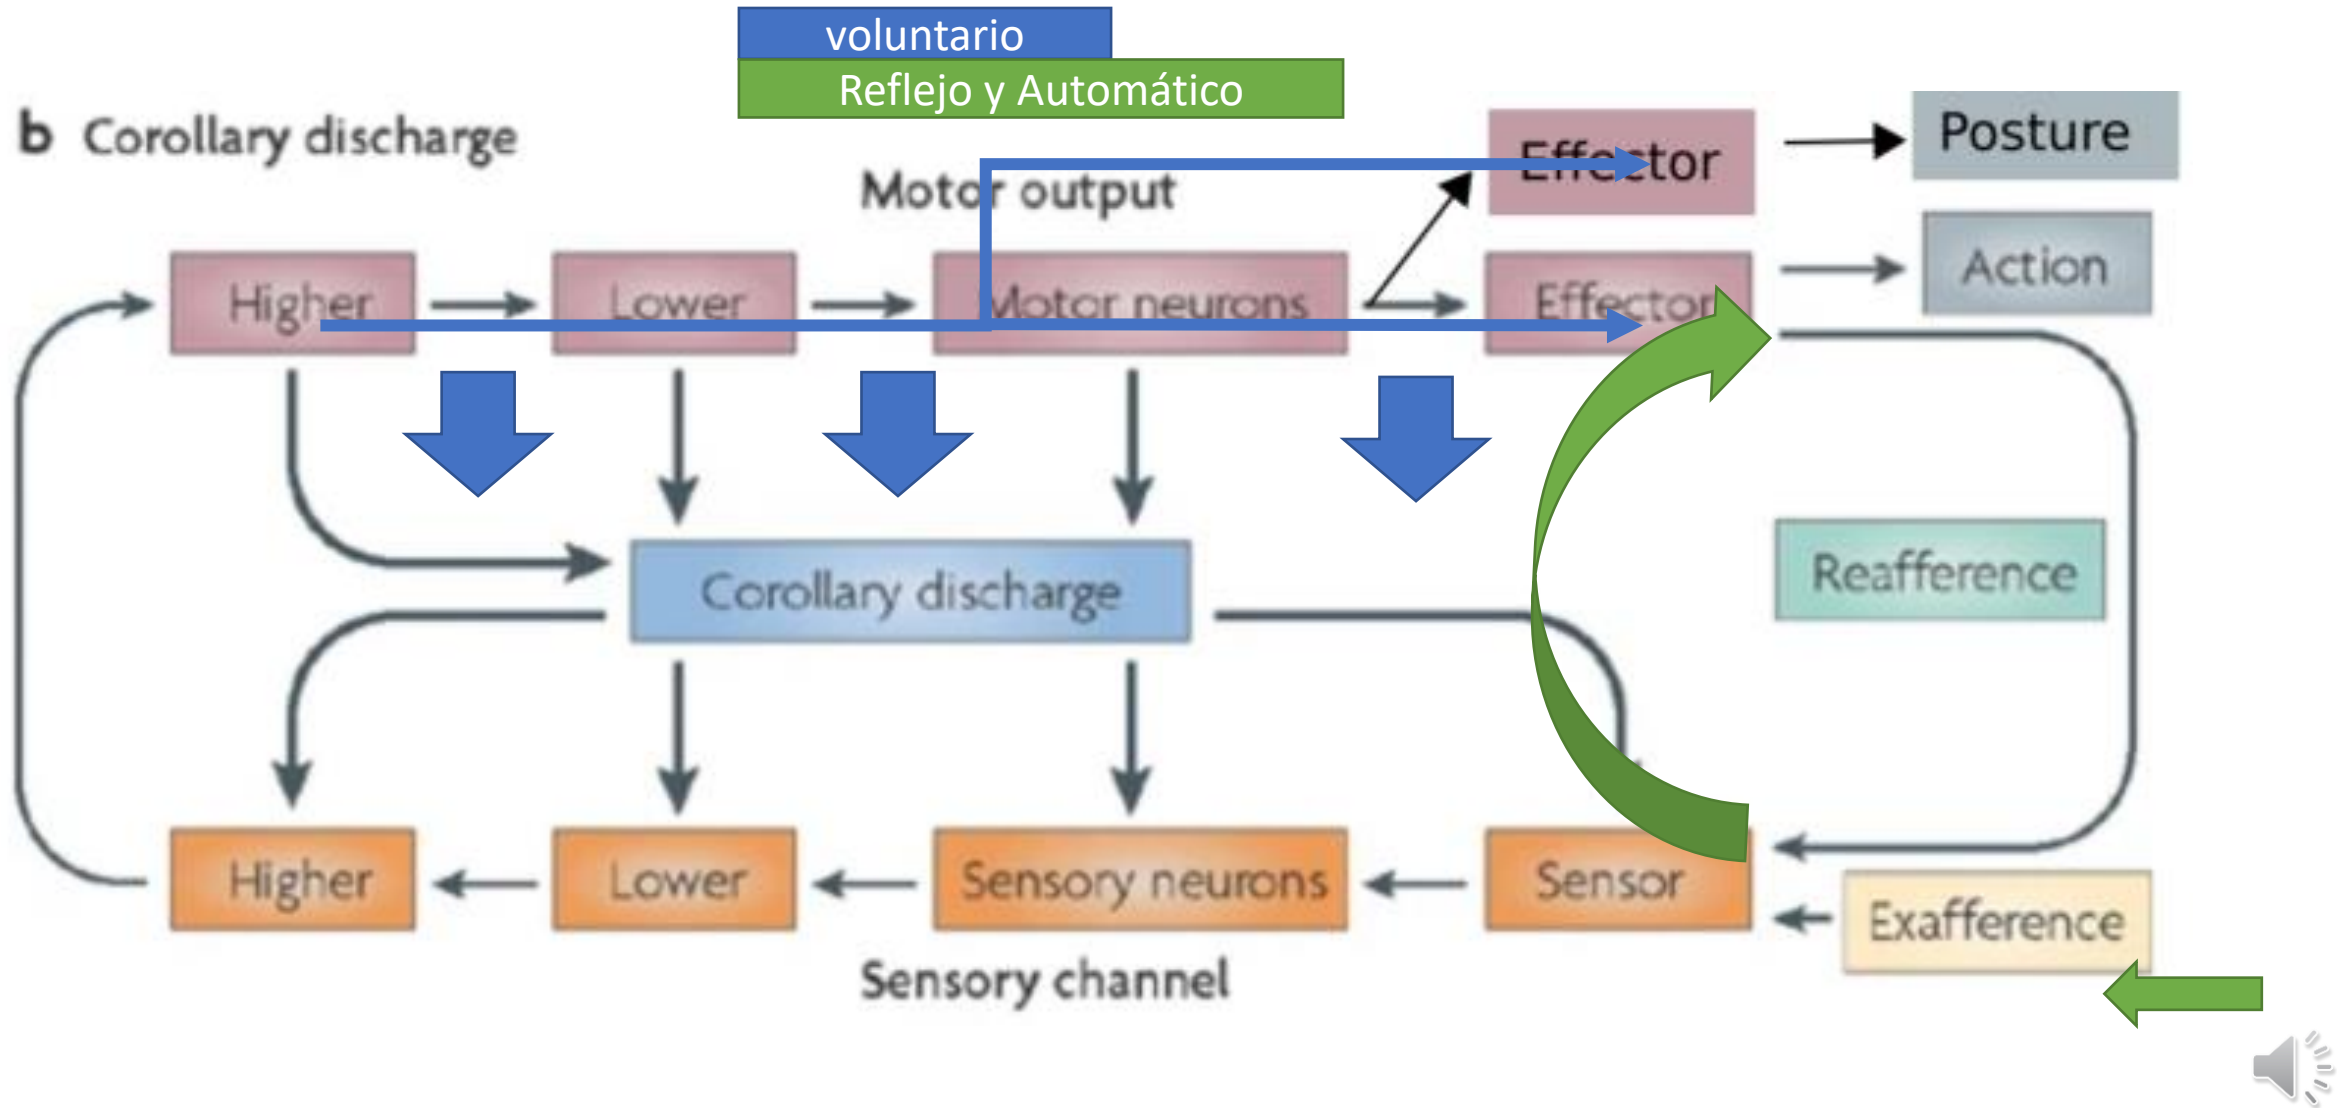 voluntario
Reflejo y Automático
b Corollary discharge
Motor output
Effector
Posture
Higher
Lower
Motor neurons
Effector
Action
Corollary discharge
Reafference
Higher
Lower
Sensory neurons
Sensor
Exafference
Sensory channel